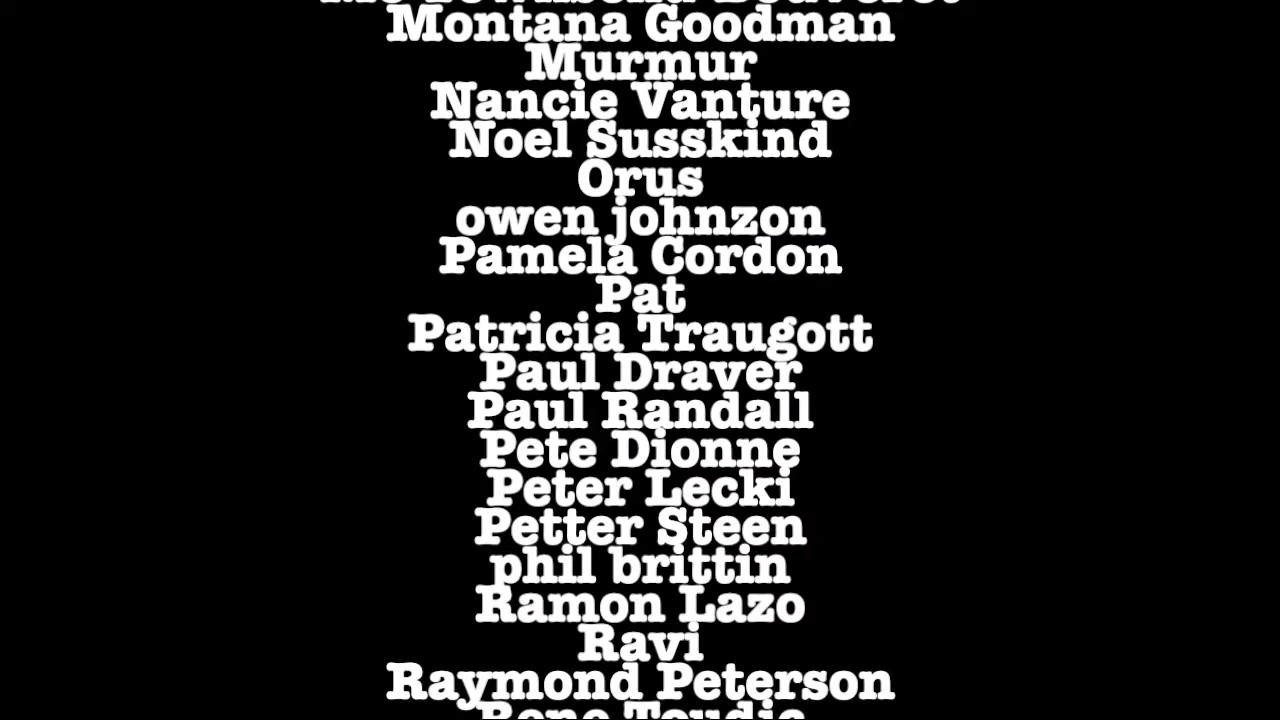 Montana Goodman
Murmur
Nancie Vanture
Noel Susskind
Orus
owen johnzon
Pamela Cordon
Pat
Patricia Traugott
Paul Draver
Paul Randall
Pete Dionne
Peter Lecki
Petter Steen
phil brittin
Ramon Lazo
Ravi
Raymond Peterson